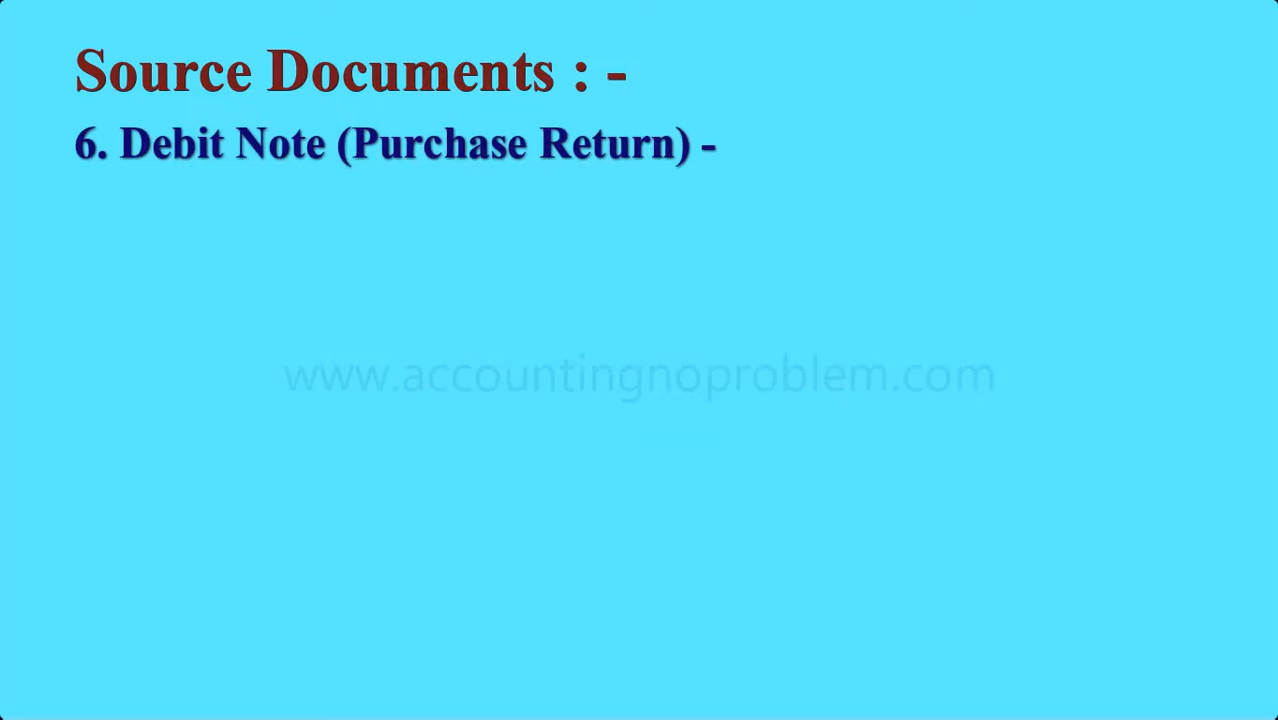 Source Documents : -
6. Debit Note (Purchase Return) -
www.accountingnoproblem.com